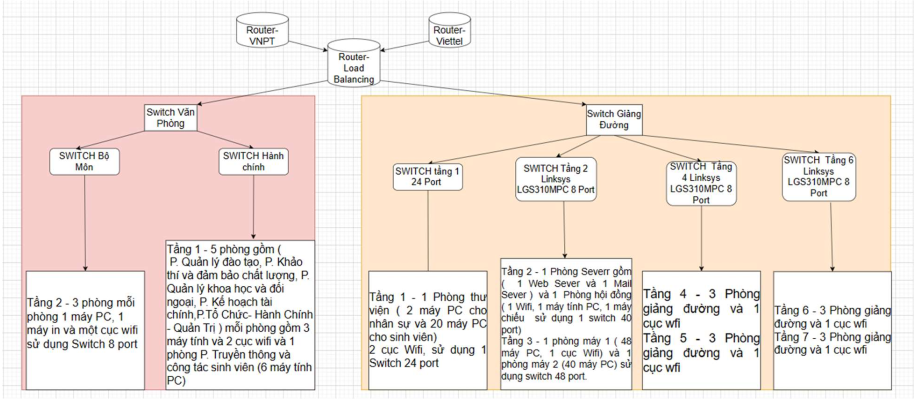 Router-
VNPT
Router-
Viettel
Router-
Load
Balancing
Switch Văn
Phòng
Switch Giảng
Đường
SWITCH Bộ
Môn
SWITCH Hành
chính
SWITCH tầng 1
24 Port
SWITCH Tầng 2
Linksys
LGS310MPC 8 Port
SWITCH Tầng
4 Linksys
LGS310MPC 8
Port
SWITCH Tầng 6
Linksys
LGS310MPC 8
Port
Tầng 2 - 3 phòng mỗi
phòng 1 máy PC, 1
máy in và một cục wifi
sử dụng Switch 8 port
Tầng 1 - 5 phòng gồm (
P. Quản lý đào tạo, P. Khảo
thí và đảm bảo chất lượng, P.
Quản lý khoa học và đối
ngoại, P. Kế hoạch tài
chính,P.Tổ Chức- Hành Chính
- Quản Trị ) mỗi phòng gồm 3
máy tính và 2 cục wifi và 1
phòng P. Truyền thông và
công tác sinh viên (6 máy tính
PC)
Tầng 1 - 1 Phòng thư
viện ( 2 máy PC cho
nhân sự và 20 máy PC
cho sinh viên)
2 cục Wifi, sử dụng 1
Switch 24 port
Tầng 2 - 1 Phòng Severr gồm
( 1 Web Sever và 1 Mail
Sever ) và 1 Phòng hội đồng
( 1 Wifi, 1 máy tính PC, 1 máy
chiếu sử dụng 1 switch 40
port)
Tầng 3 - 1 phòng máy 1 ( 48
máy PC, 1 cục Wifi) và 1
phòng máy 2 (40 máy PC) sử
dụng switch 48 port.
Tầng 4 - 3 Phòng
giảng đường và 1
cục wfi
Tầng 5 - 3 Phòng
giảng đường và 1
cục wfi
Tầng 6 - 3 Phòng giảng
đường và 1 cục wfi
Tầng 7 - 3 Phòng giảng
đường và 1 cục wfi